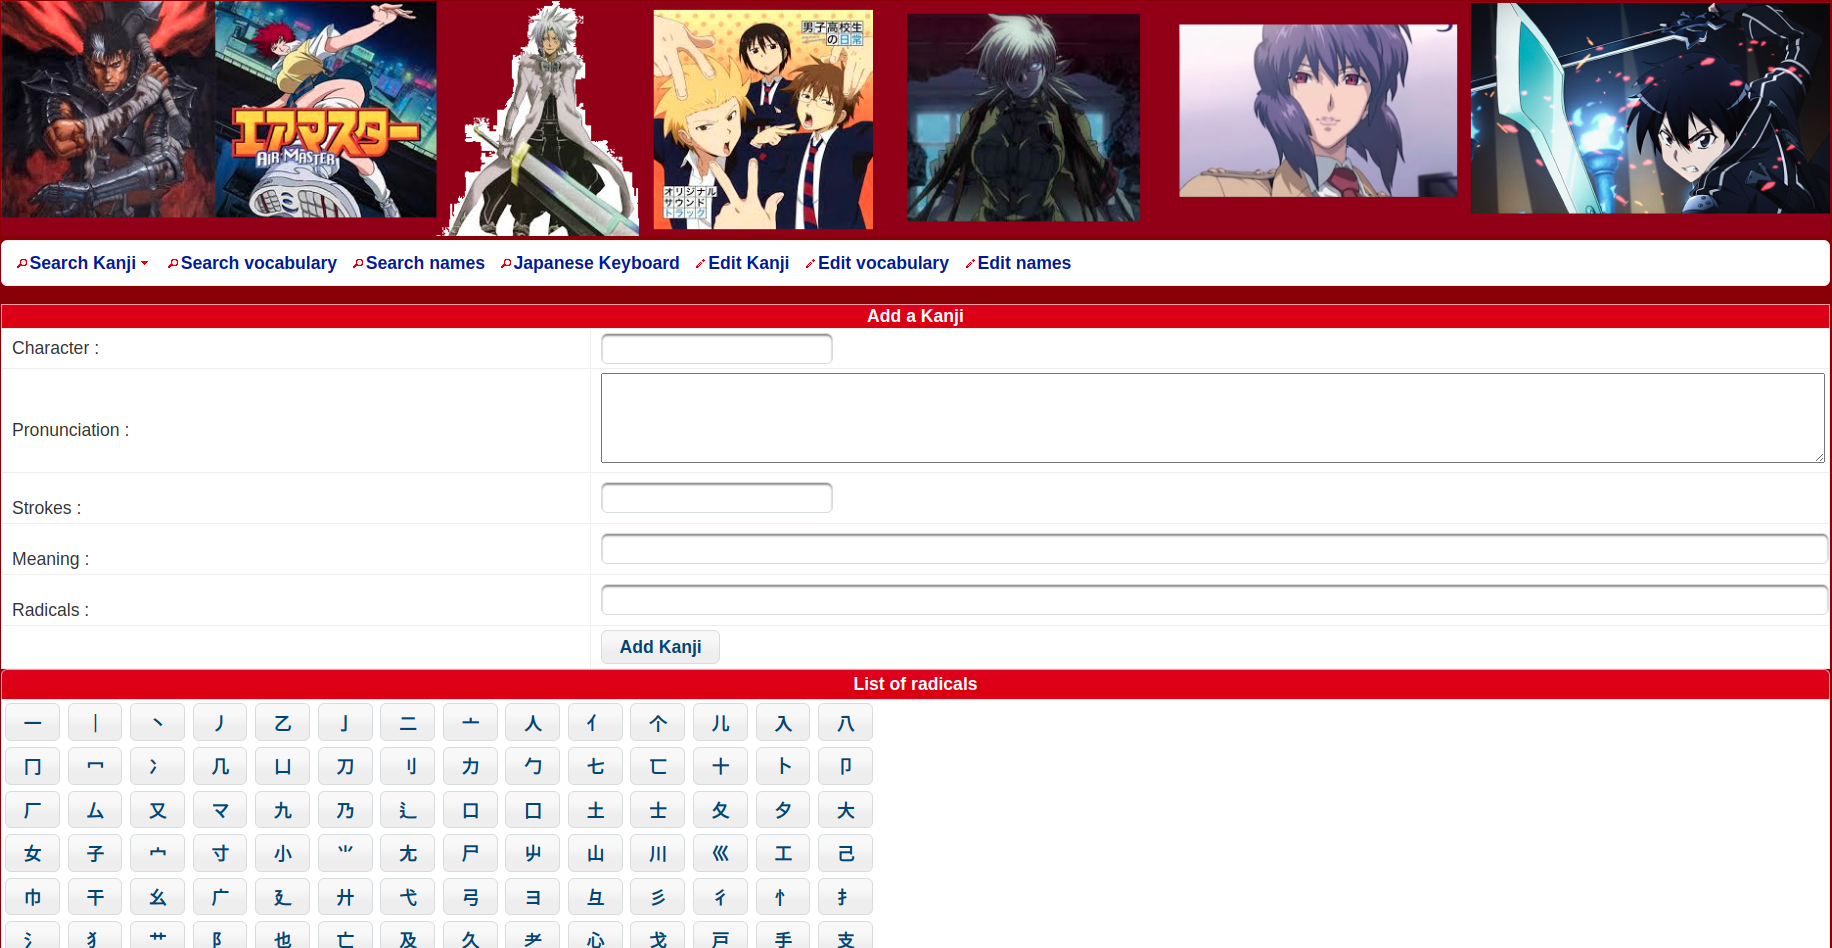 エアマスター
AIR MASTER
男子高校生
の日常
オリジナル
サウンド
トラック
Search Kanji Search vocabulary Search names Japanese Keyboard Edit Kanji Edit vocabulary Edit names
Add a Kanji
Character :
Pronunciation :
Strokes :
Meaning :
Radicals :
Add Kanji
List of radicals
一 ｜ 丶 丿 乙 亅 二 亠 人 亻 个 儿 入 八
冂 冖 冫 几 凵 刀 刂 力 勹 七 匚 十 卜 卩
厂 厶 又 マ 九 乃 辶 口 囗 土 士 夂 夕 大
女 子 宀 寸 小 ⺌ 尢 尸 屮 山 川 巛 工 己
巾 干 幺 广 廴 廾 弋 弓 ヨ 彑 彡 彳 忄 扌
氵 犭 艹 阝 也 亡 及 久 耂 心 戈 戸 手 支